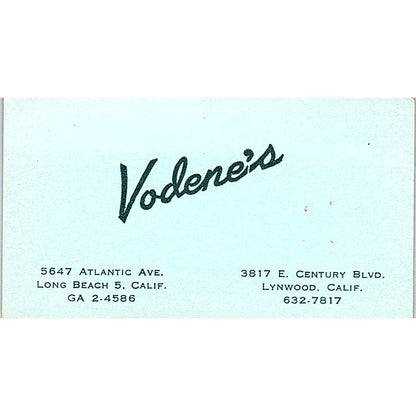 Vodene's
5647 Atlantic Ave.
Long Beach 5, Calif.
GA 2-4586
3817 E. Century Blvd.
Lynwood, Calif.
632-7817